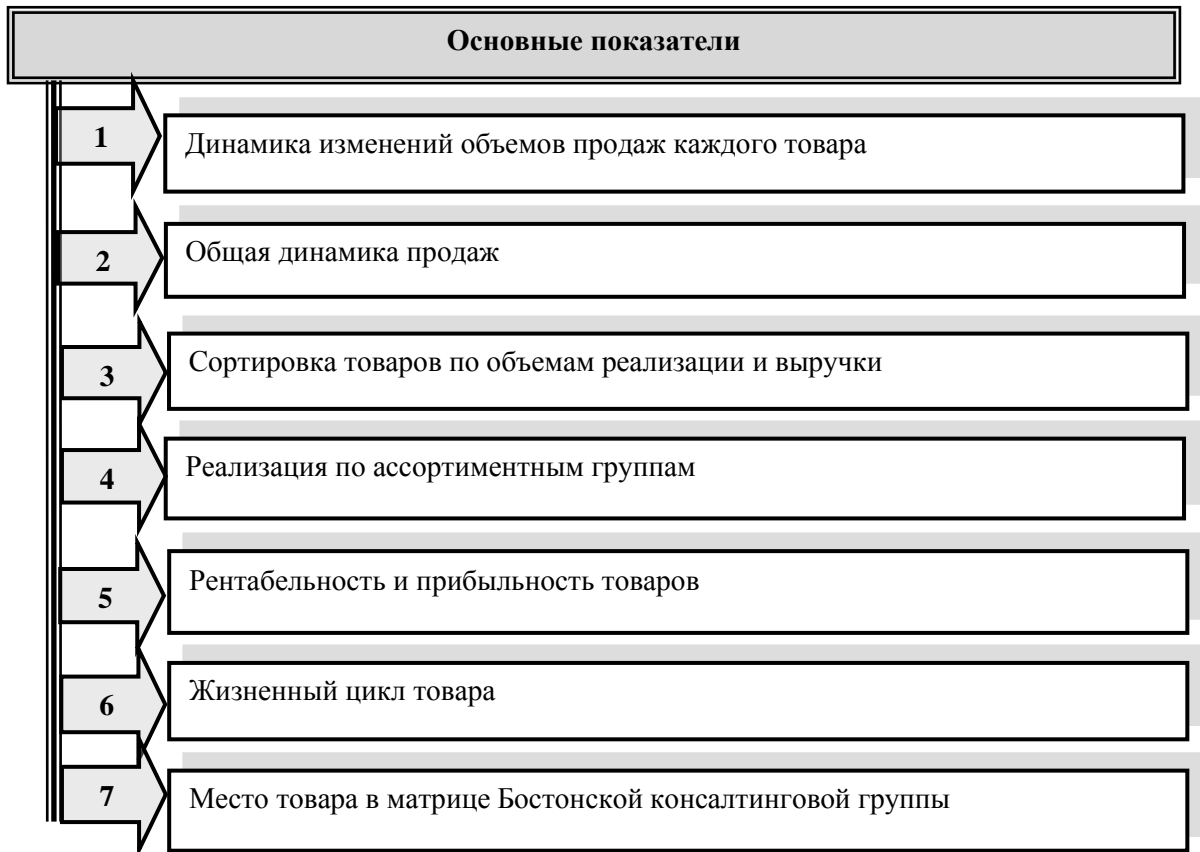 Основные показатели
1
Динамика изменений объемов продаж каждого товара
2
Общая динамика продаж
3
Сортировка товаров по объемам реализации и выручки
4
Реализация по ассортиментным группам
5
Рентабельность и прибыльность товаров
6
Жизненный цикл товара
7
Место товара в матрице Бостонской консалтинговой группы